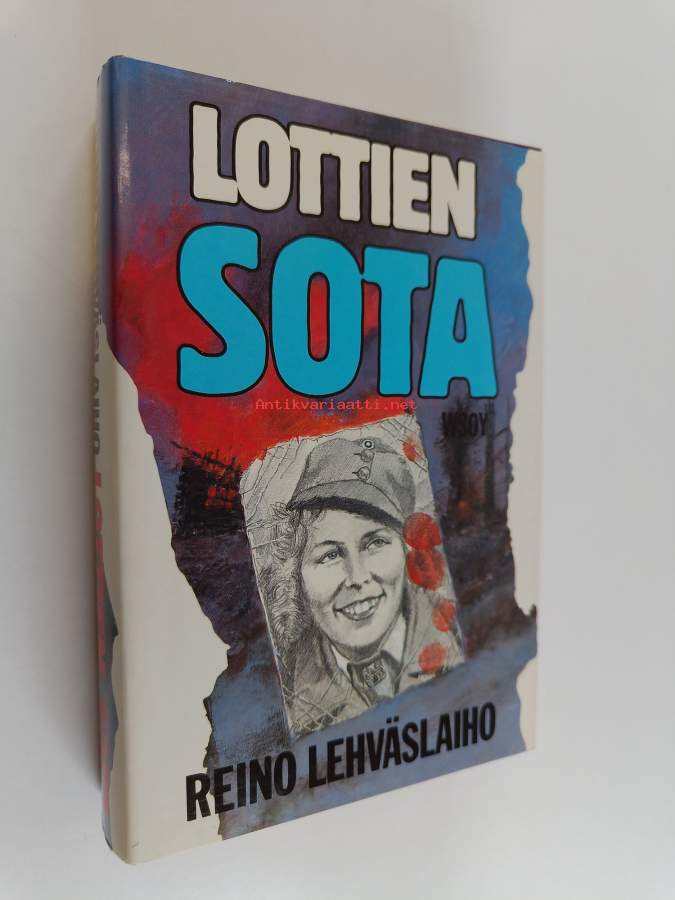 LOTTIEN
SOTA
Antikvariaatti.net
WSOY
REINO LEHVÄSLAIHO